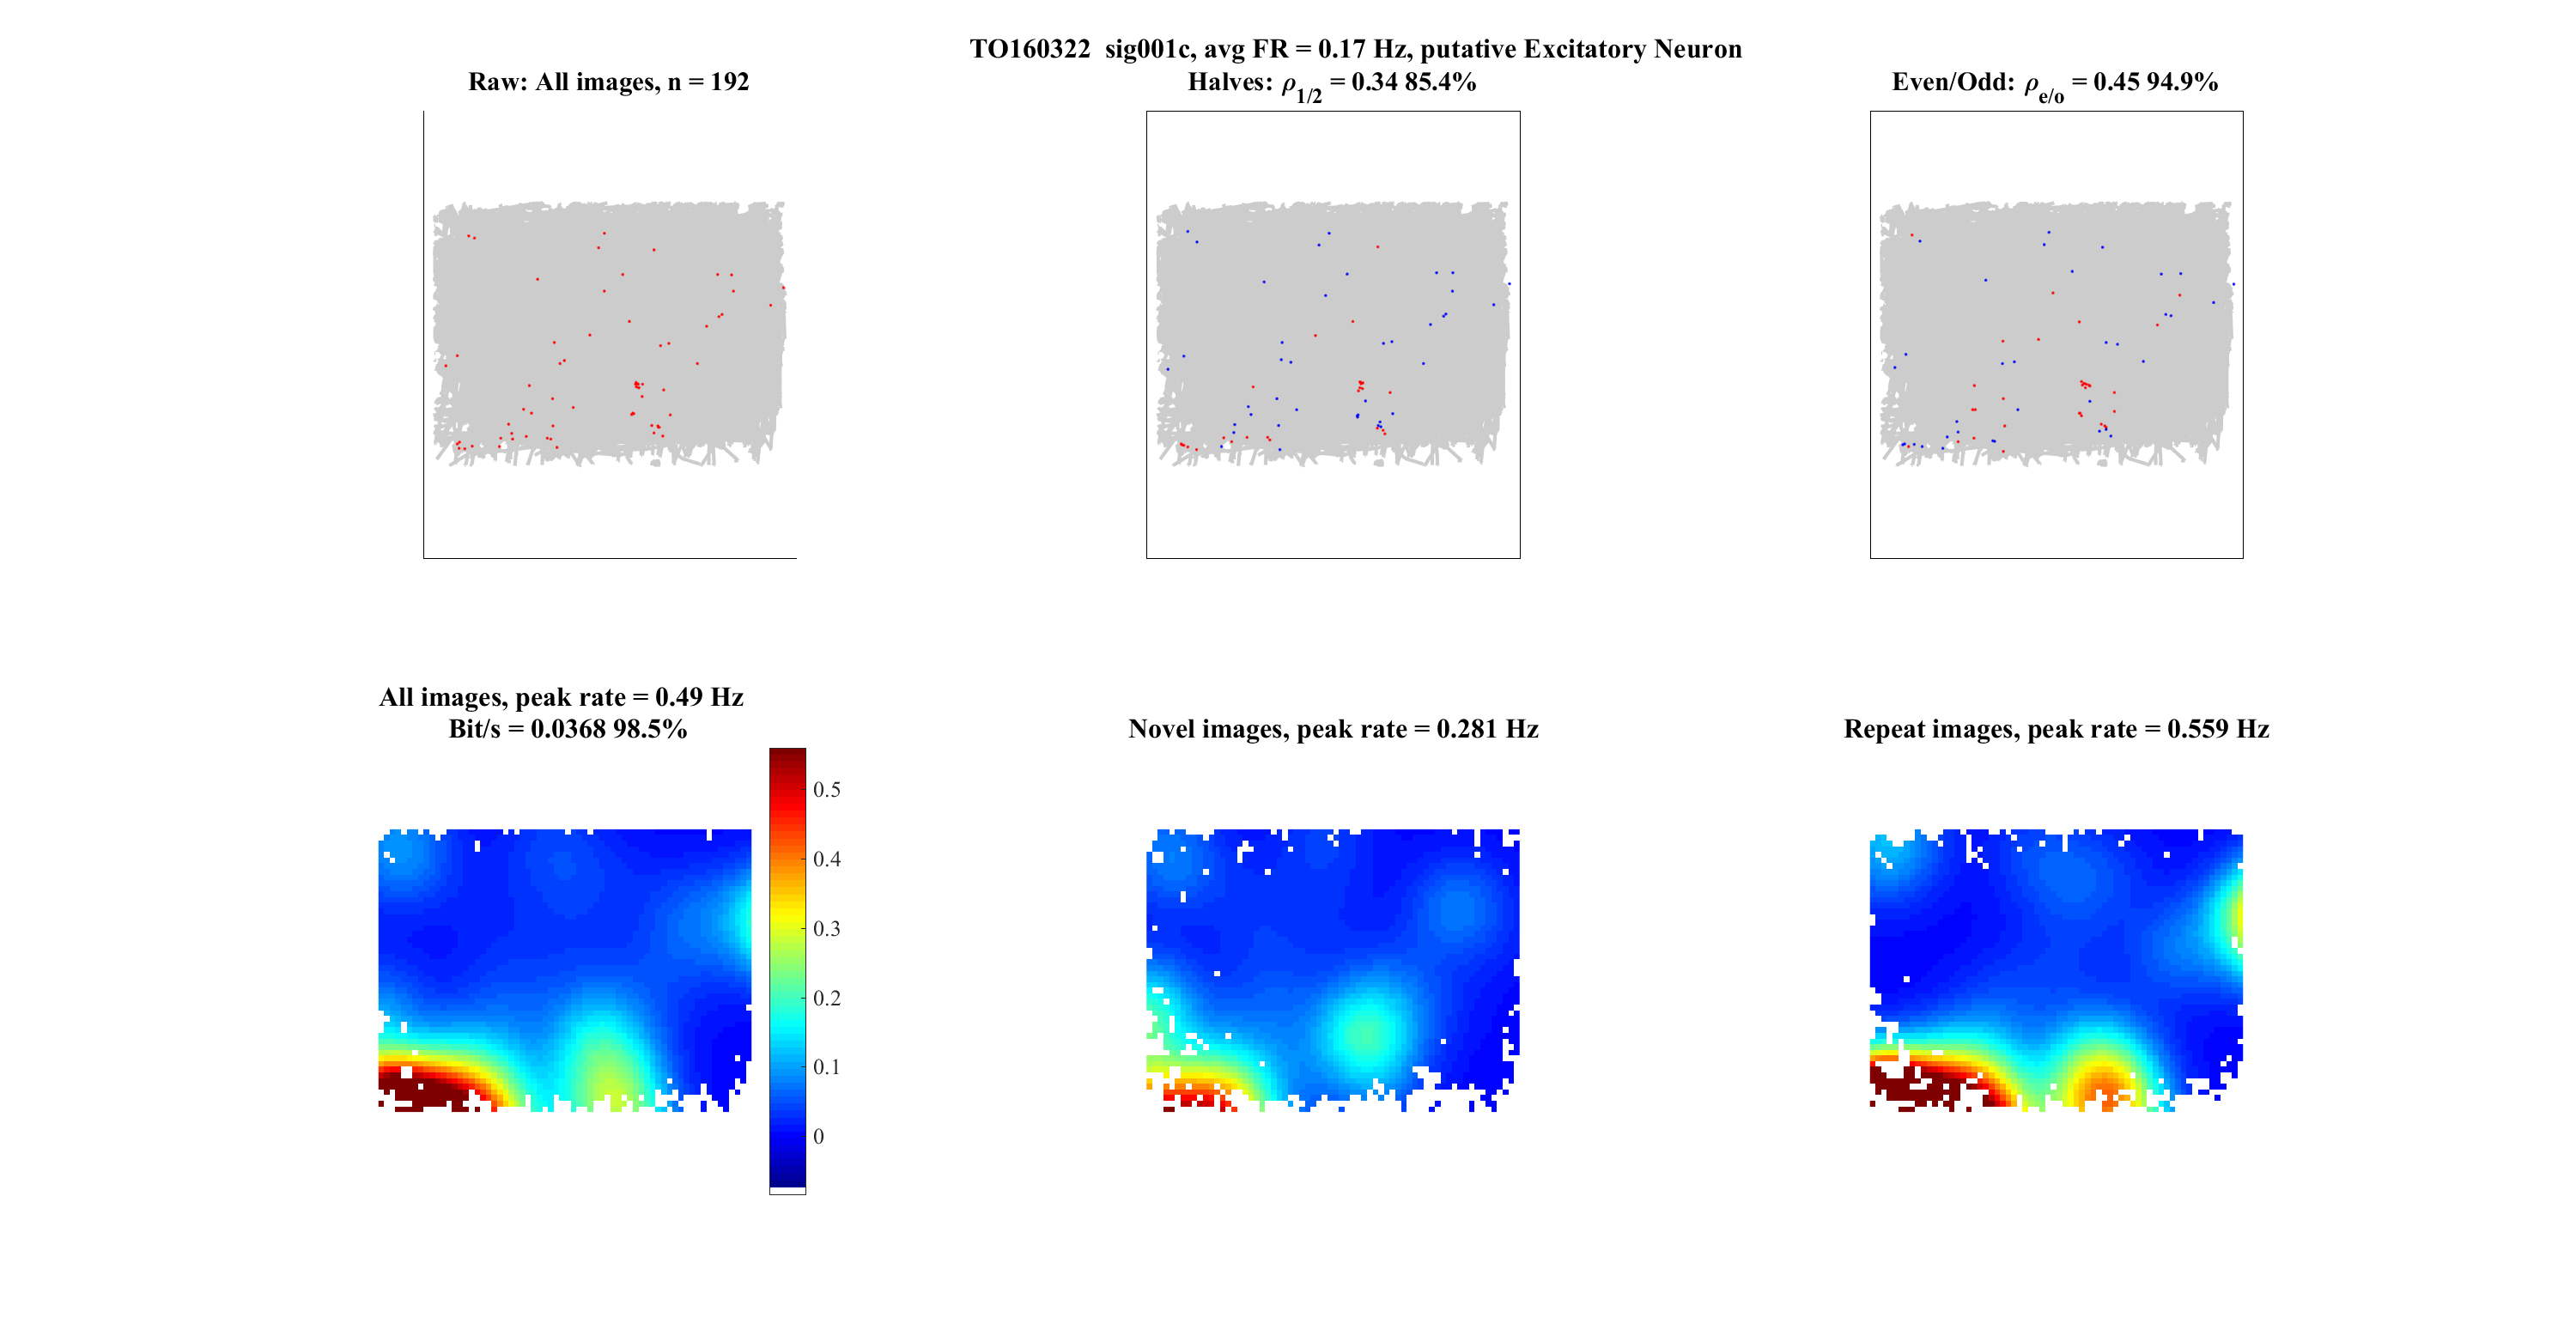 TO160322  sig001c, avg FR = 0.17 Hz, putative Excitatory Neuron
Raw: All images, n = 192
Halves: ρ1/2 = 0.34 85.4%
Even/Odd: ρe/o = 0.45 94.9%
All images, peak rate = 0.49 Hz
Bit/s = 0.0368 98.5%
Novel images, peak rate = 0.281 Hz
Repeat images, peak rate = 0.559 Hz
0.5
0.4
0.3
0.2
0.1
0